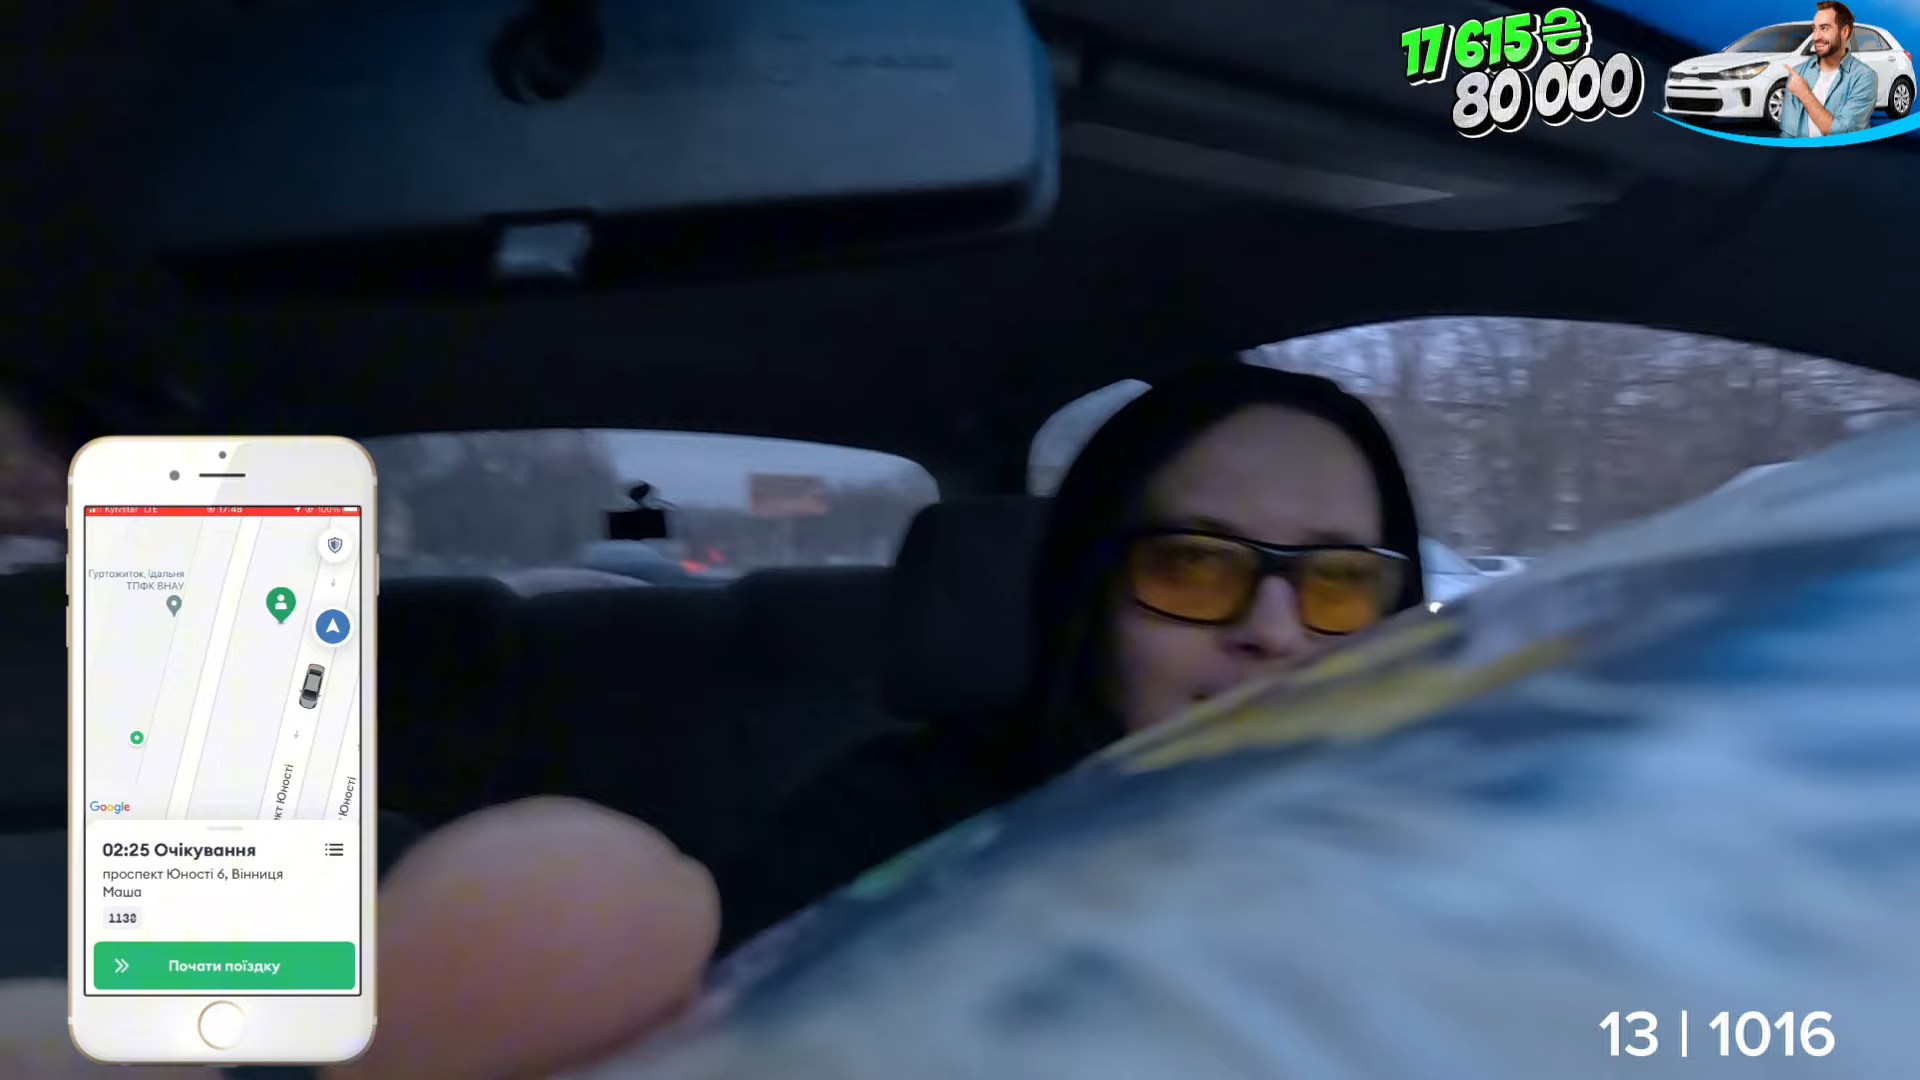 17 615 ₴
80 000
Kyivstar LTE 17:48 100%
Гуртожиток, Їдальня
ТПФК ВНАУ
Юності
Юності
Google
02:25 Очікування
проспект Юності 6, Вінниця
Маша
1138
Почати поїздку
13 | 1016